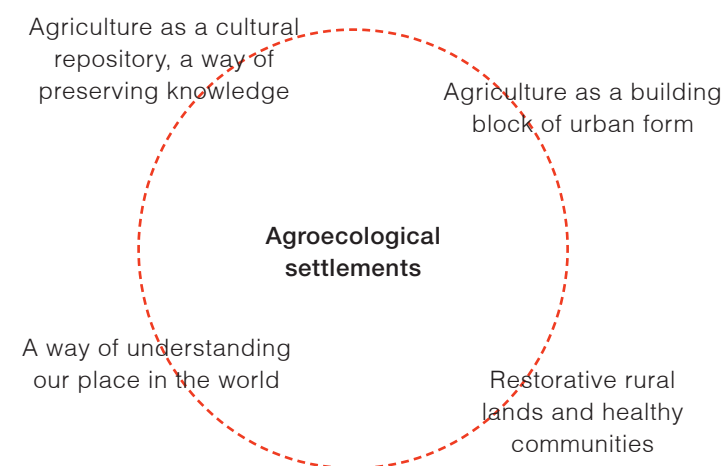 Agriculture as a cultural
repository, a way of
preserving knowledge
Agriculture as a building
block of urban form
Agroecological
settlements
A way of understanding
our place in the world
Restorative rural
lands and healthy
communities